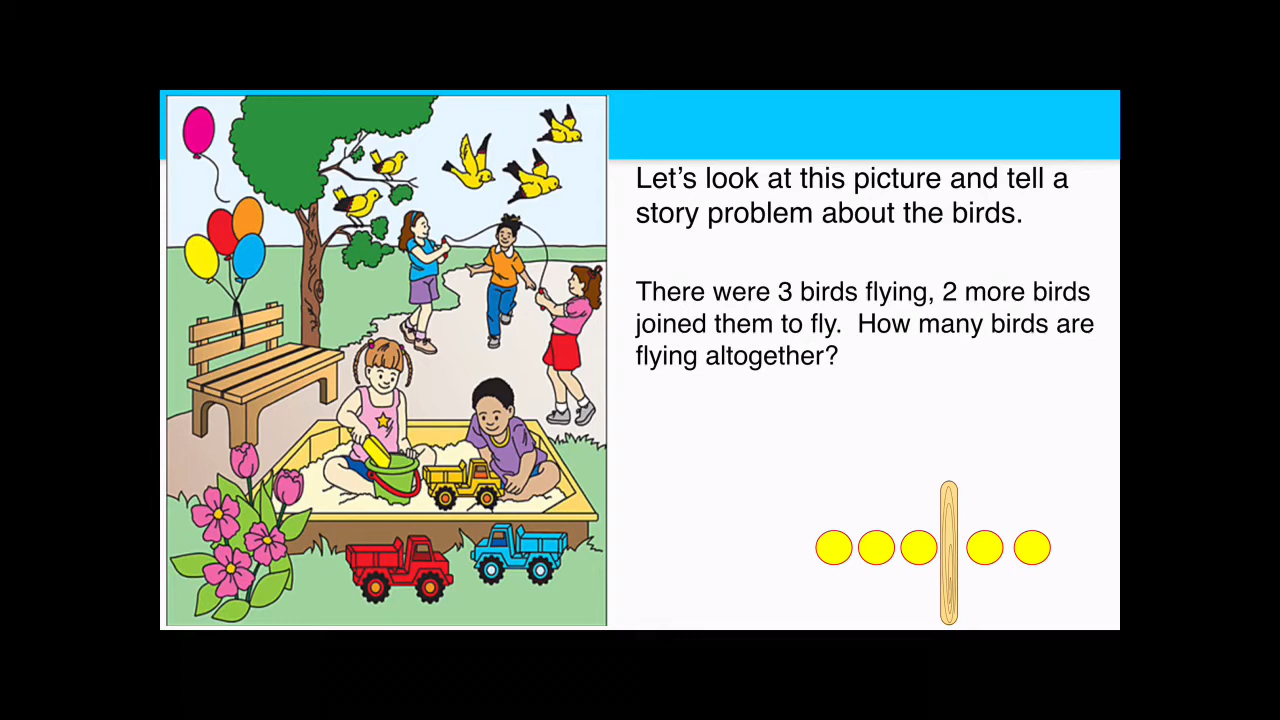 Let’s look at this picture and tell a
story problem about the birds.
There were 3 birds flying, 2 more birds
joined them to fly.  How many birds are
flying altogether?